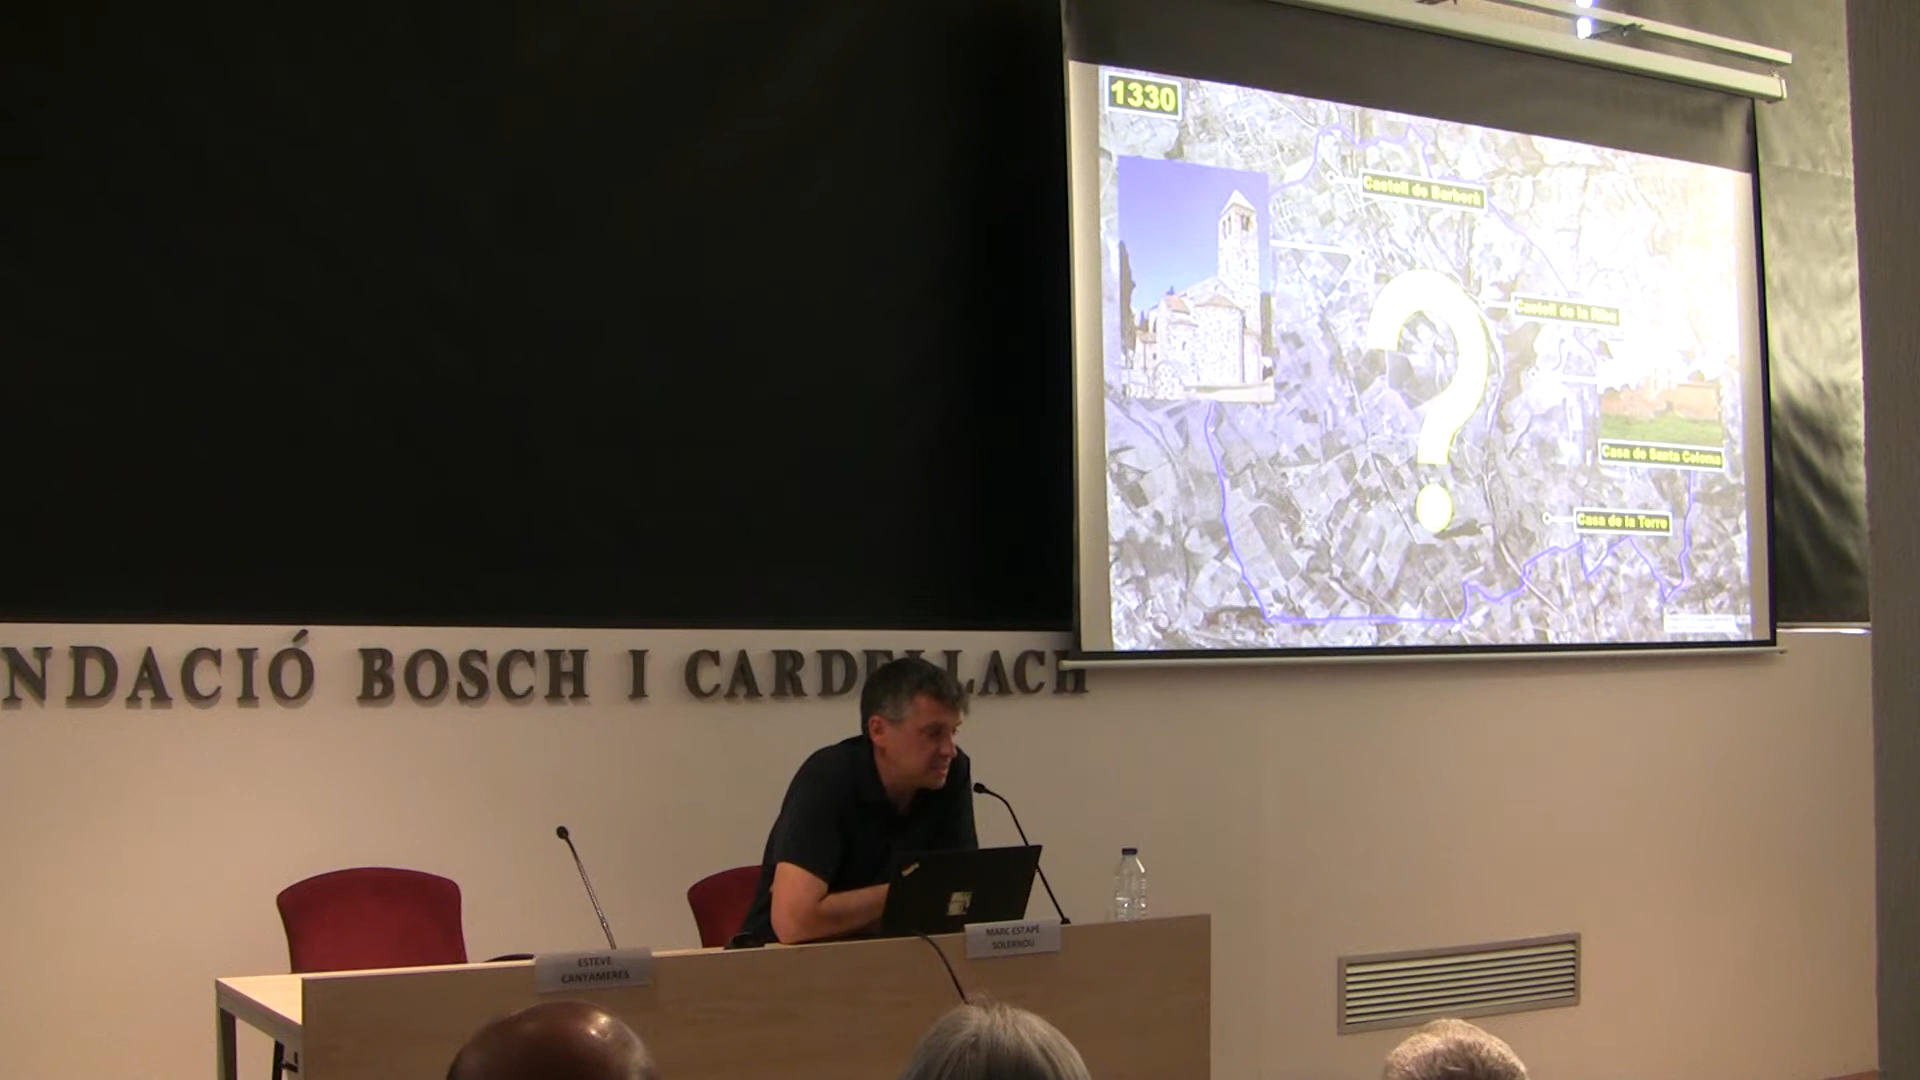 1330
Castell de Barberà
Castell de la Riba
Casa de Santa Coloma
Casa de la Torre
NDACIÓ BOSCH I CARDELLACH
MARC ESTAPÉ
SOLERNOU
ESTEVE
CANYAMERES